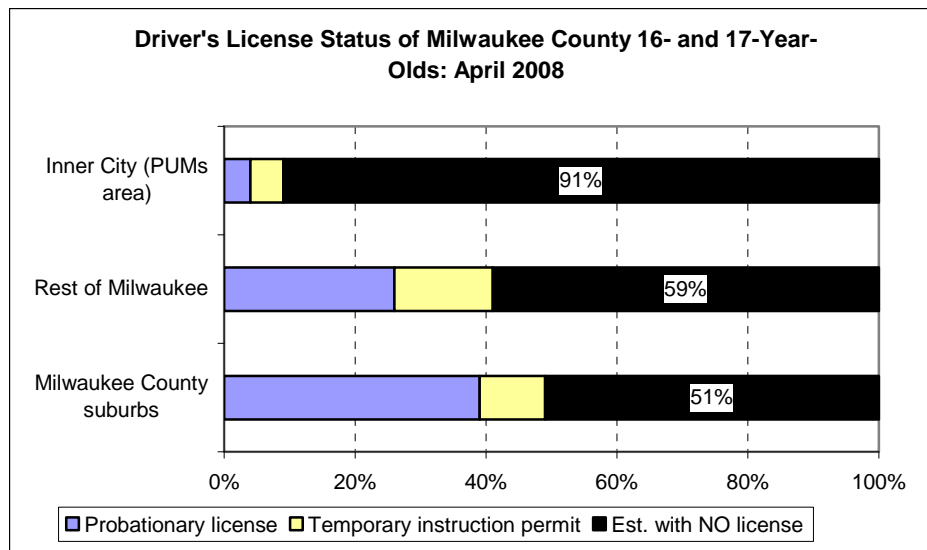 Driver's License Status of Milwaukee County 16- and 17-Year-
Olds: April 2008
Inner City (PUMs
area)
91%
Rest of Milwaukee
59%
Milwaukee County
suburbs
51%
0% 20% 40% 60% 80% 100%
Probationary license Temporary instruction permit Est. with NO license